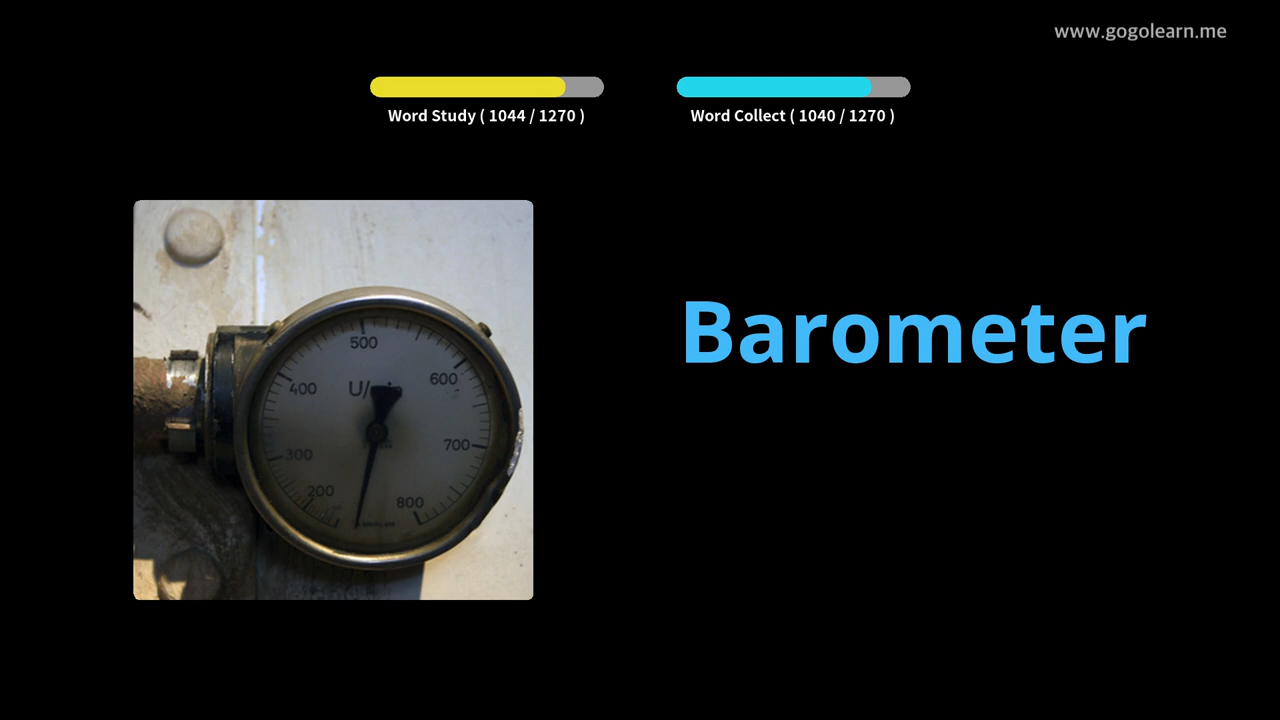 www.gogolearn.me
Word Study ( 1044 / 1270 )
Word Collect ( 1040 / 1270 )
Barometer
500
400
600
300
700
200
800